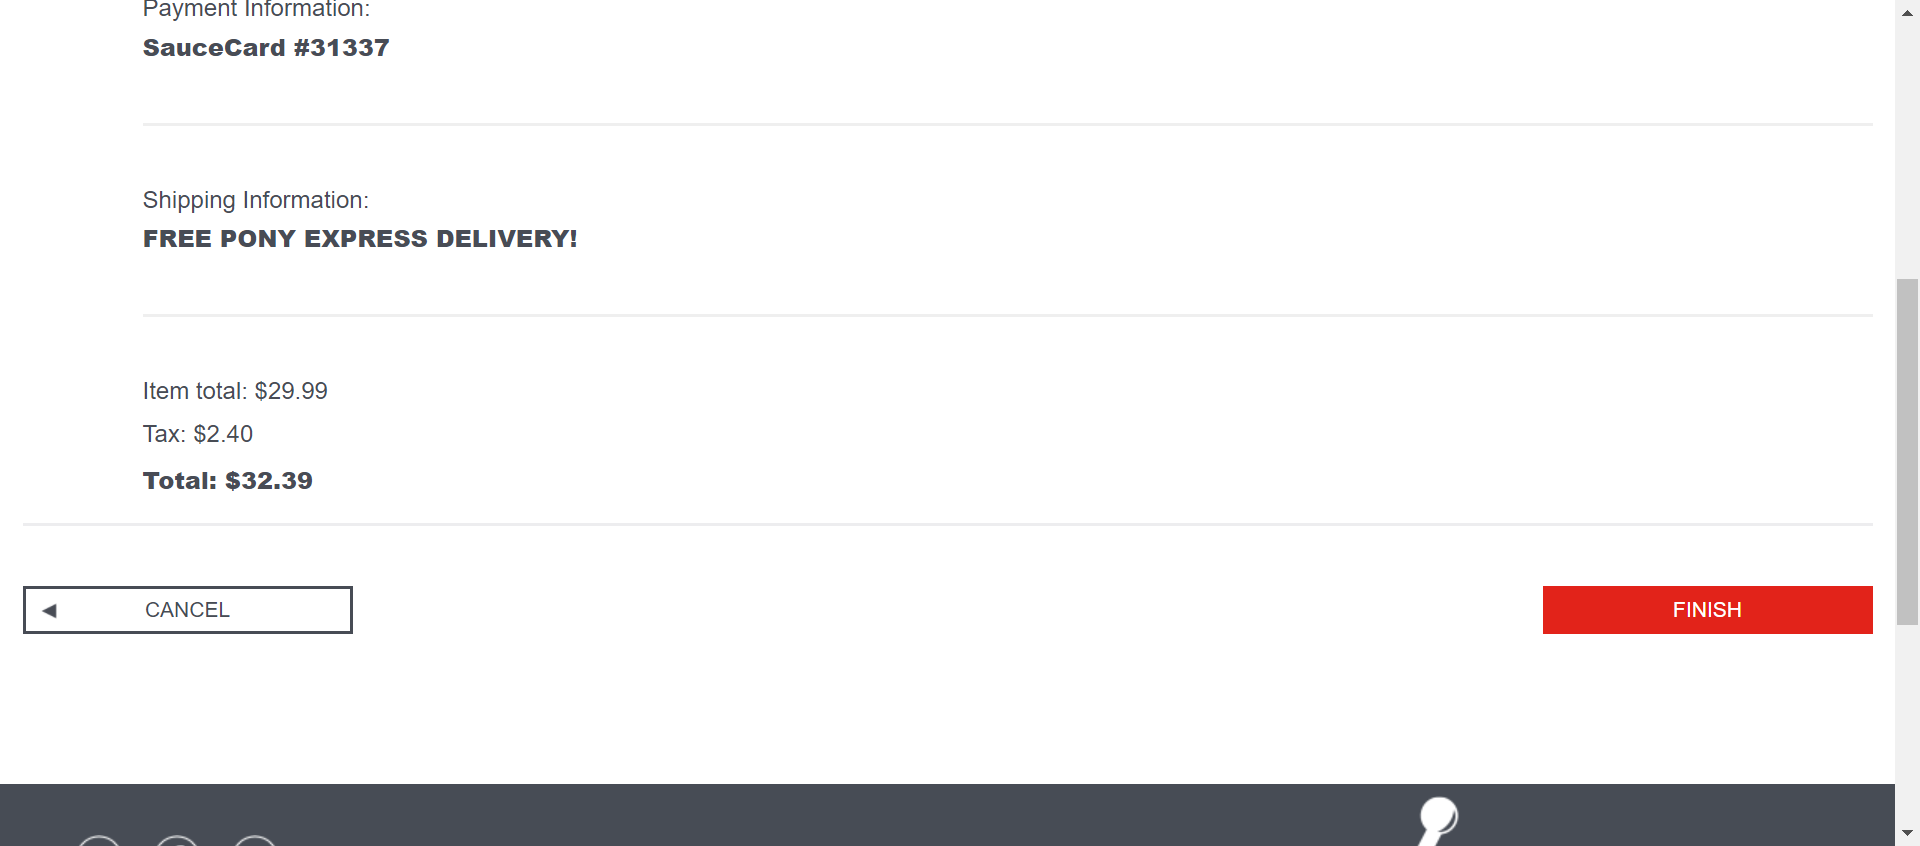 Payment Information:
SauceCard #31337
Shipping Information:
FREE PONY EXPRESS DELIVERY!
Item total: $29.99
Tax: $2.40
Total: $32.39
CANCEL
FINISH